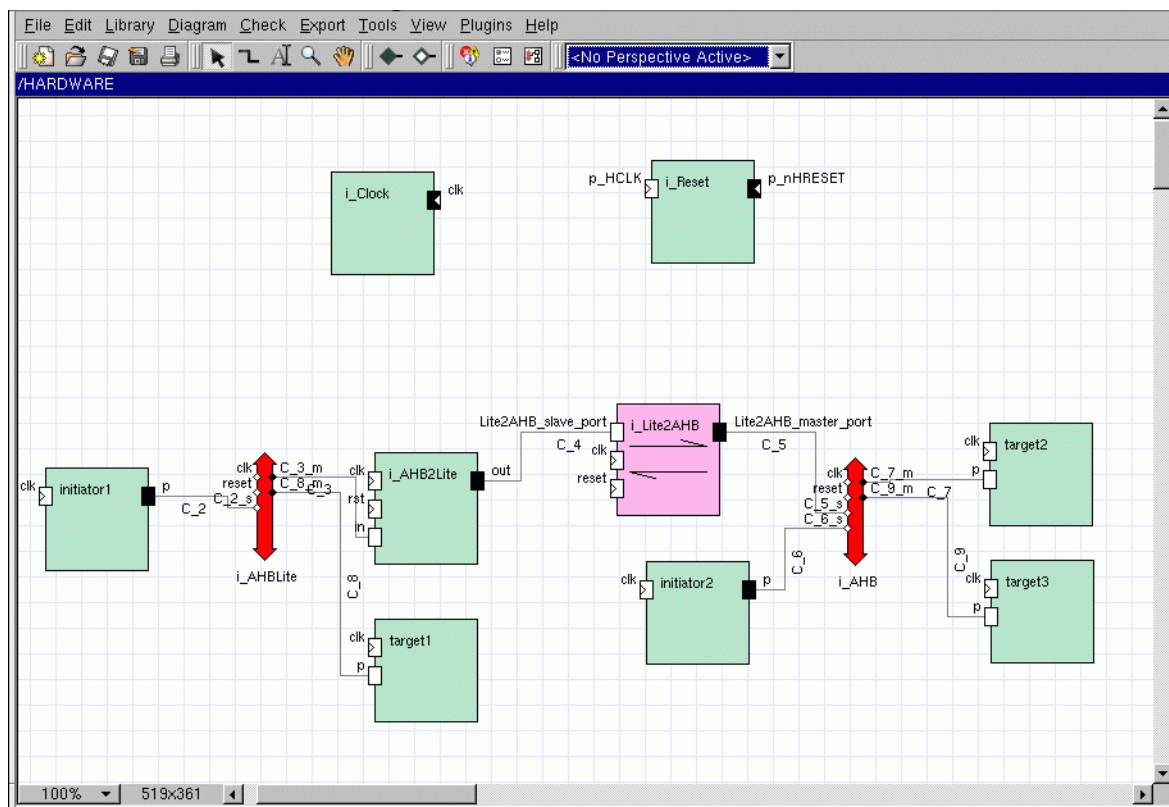 File Edit Library Diagram Check Export Tools View Plugins Help
<No Perspective Active>
/HARDWARE
i_Clock
clk
p_HCLK
i_Reset
p_nHRESET
Lite2AHB_slave_port
i_Lite2AHB
Lite2AHB_master_port
C_4
clk
reset
C_5
clk
initiator1
p
C_2
C_2_s
clk
reset
C_3_m
C_8_m
C_3
i_AHBLite
C_8
clk
rst
in
i_AHB2Lite
out
clk
target1
p
clk
initiator2
p
C_6
clk
reset
C_5_s
C_6_s
C_7_m
C_9_m
C_7
i_AHB
C_9
clk
target2
p
clk
target3
p
100%
519x361